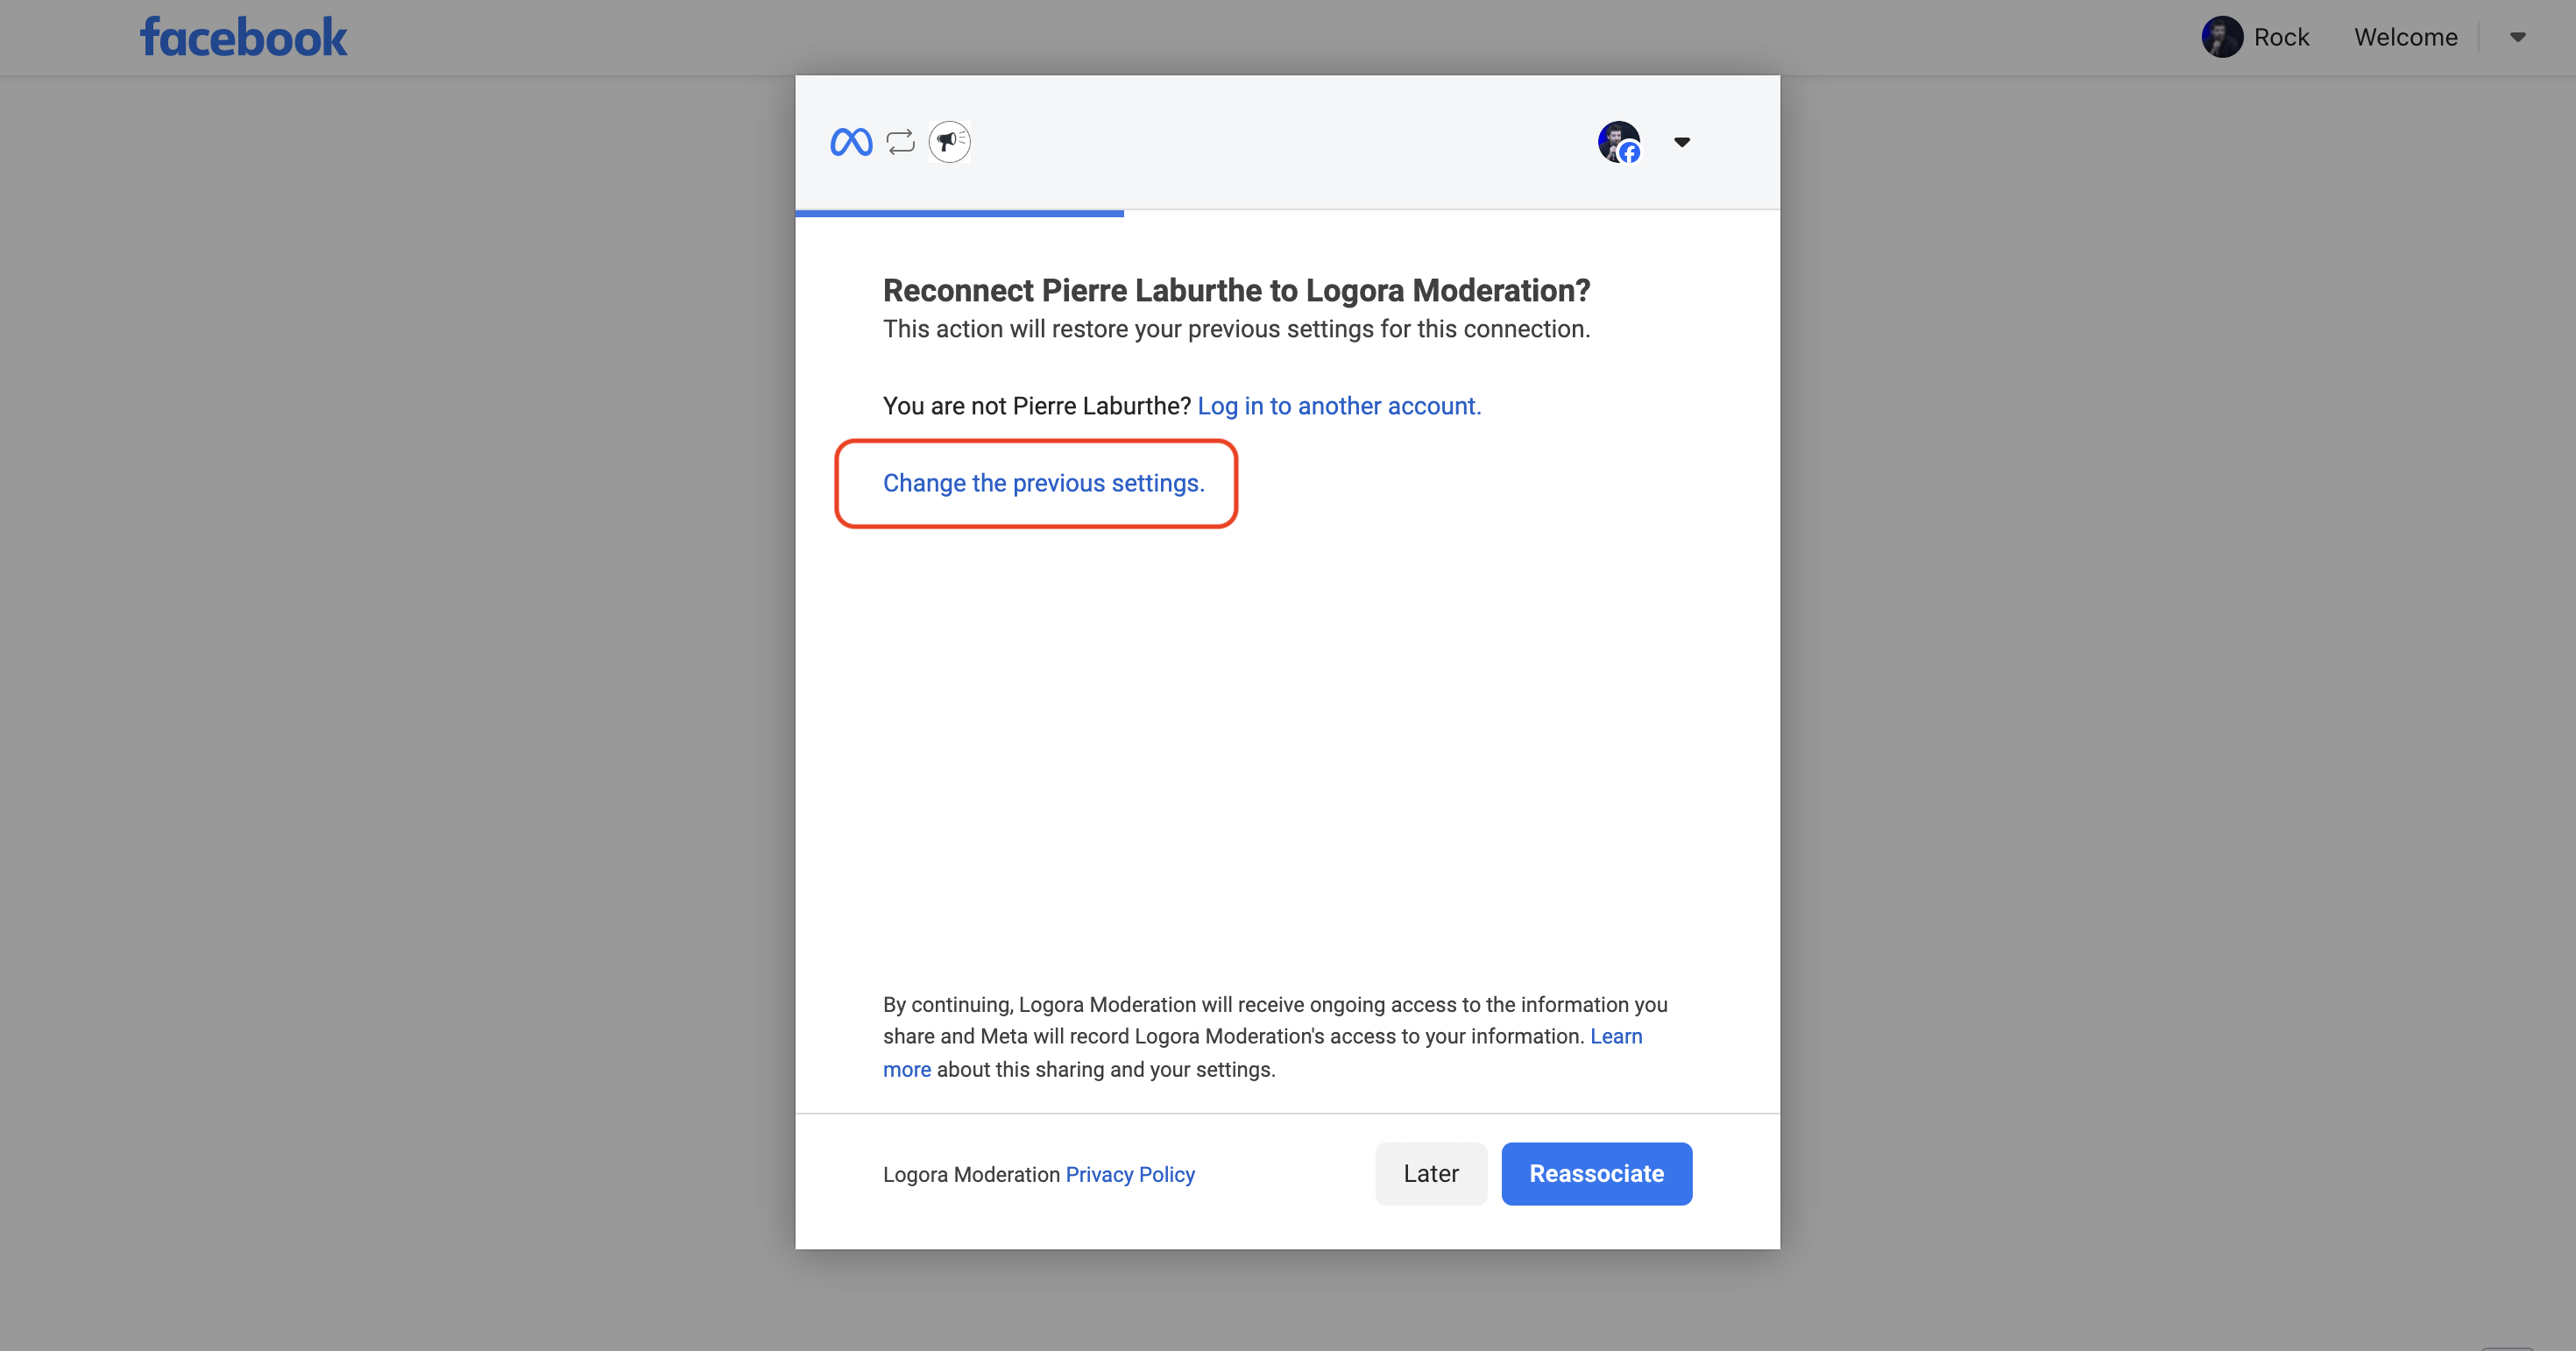 facebook
Rock Welcome
Reconnect Pierre Laburthe to Logora Moderation?
This action will restore your previous settings for this connection.
You are not Pierre Laburthe? Log in to another account.
Change the previous settings.
By continuing, Logora Moderation will receive ongoing access to the information you
share and Meta will record Logora Moderation's access to your information. Learn
more about this sharing and your settings.
Logora Moderation Privacy Policy
Later
Reassociate